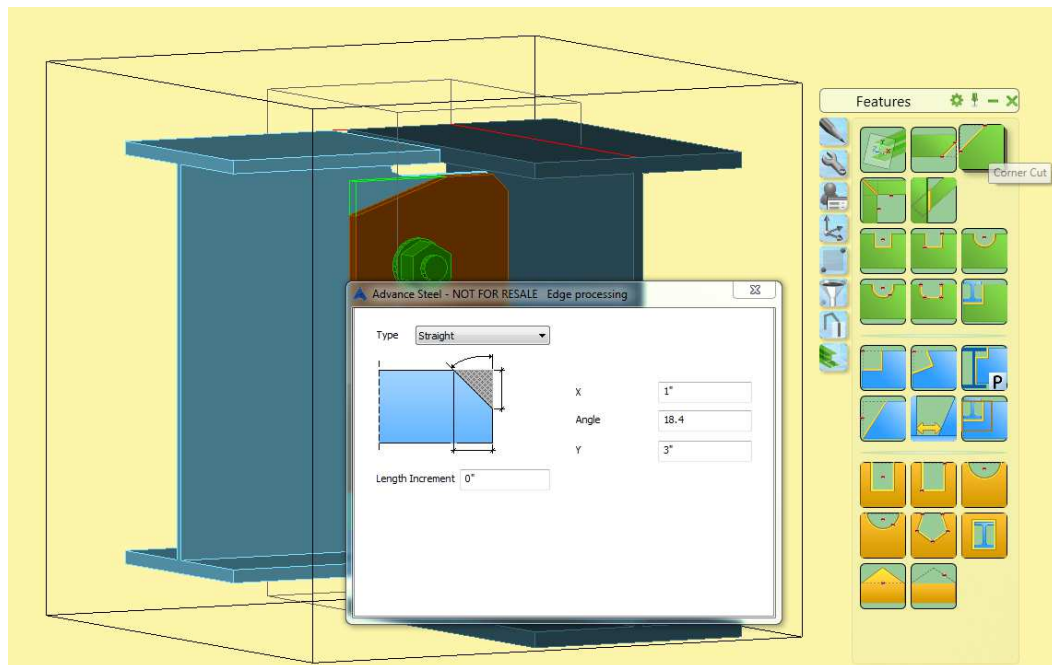 Features
Corner Cut
Advance Steel - NOT FOR RESALE Edge processing
Type Straight
X 1"
Angle 18.4
Y 3"
Length Increment 0"
P